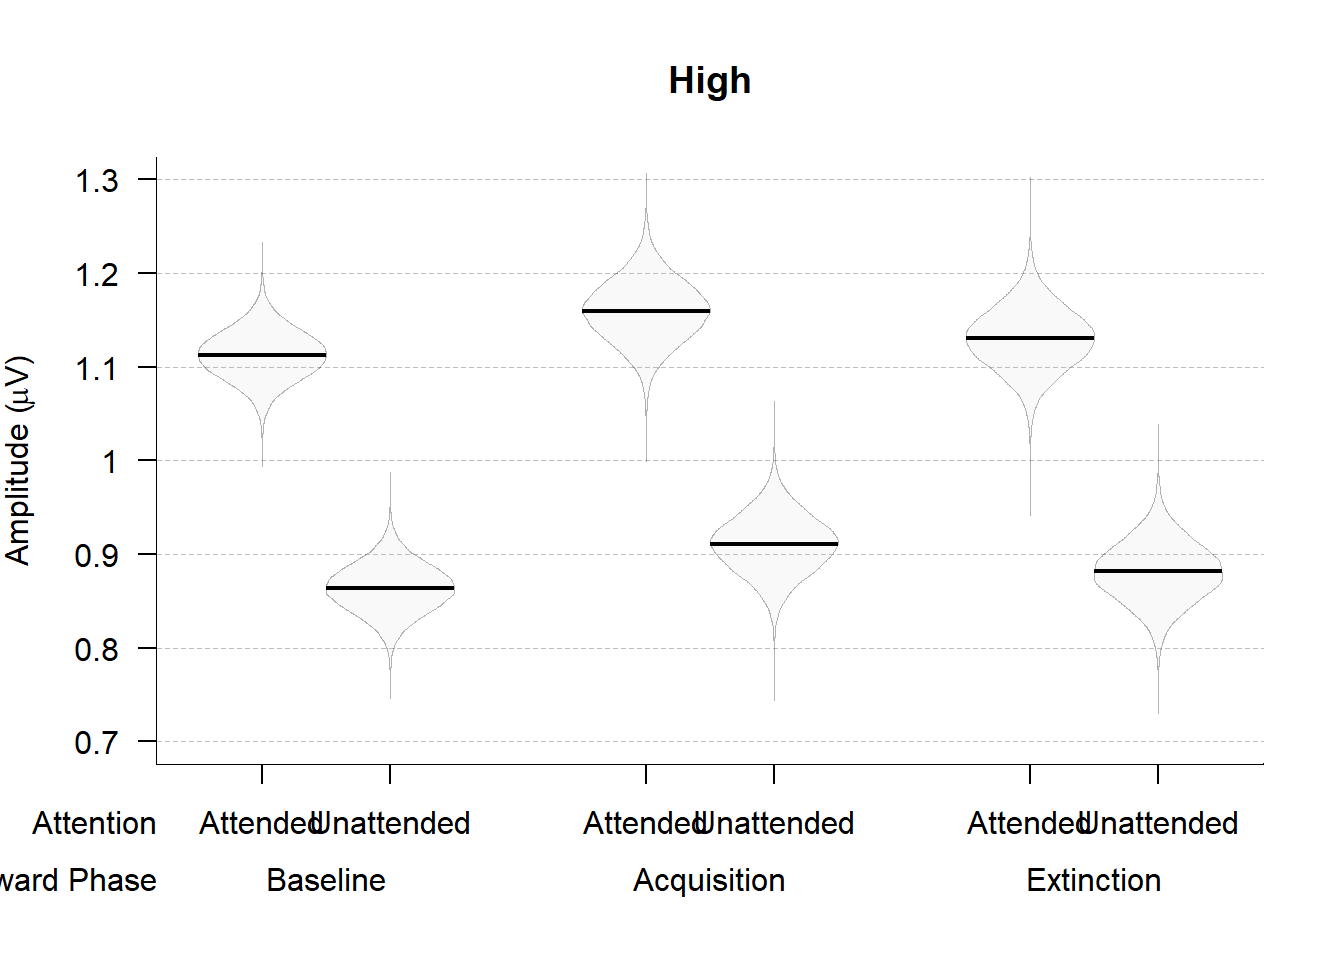 High
Amplitude (µV)
1.3
1.2
1.1
1
0.9
0.8
0.7
Attention Attended Unattended Attended Unattended Attended Unattended
ward Phase Baseline Acquisition Extinction